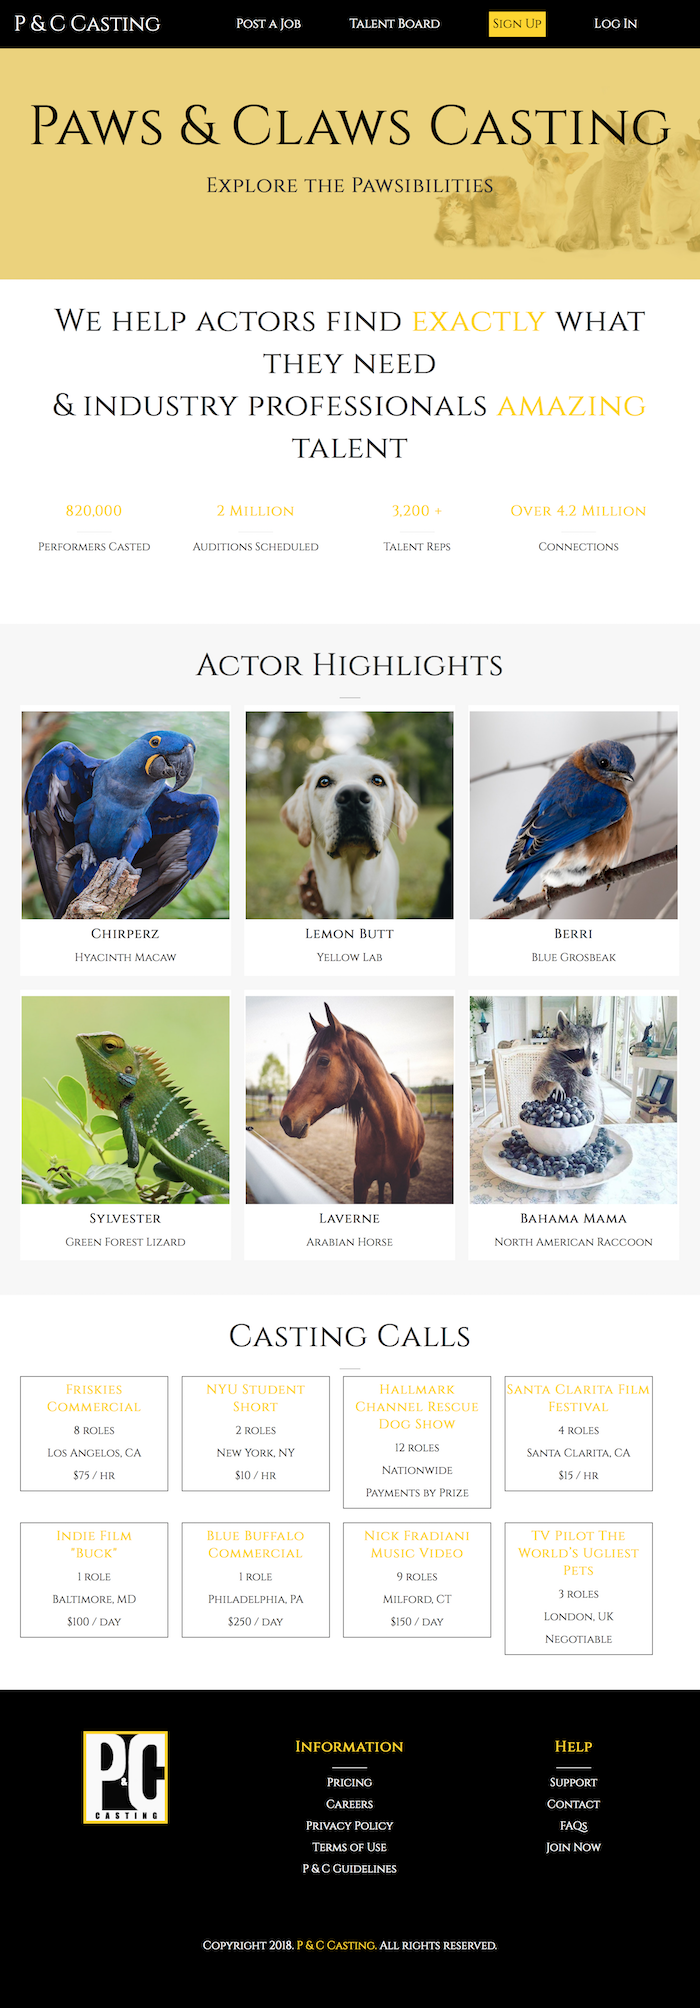 P & C Casting
Post a Job
Talent Board
Sign Up
Log In
Paws & Claws Casting
Explore the Pawsibilities
We help actors find exactly what
they need
& industry professionals amazing
talent
820,000
Performers Casted
2 Million
Auditions Scheduled
3,200 +
Talent Reps
Over 4.2 Million
Connections
Actor Highlights
Chirperz
Hyacinth Macaw
Lemon Butt
Yellow Lab
Berri
Blue Grosbeak
Sylvester
Green Forest Lizard
Laverne
Arabian Horse
Bahama Mama
North American Raccoon
Casting Calls
Friskies
Commercial
8 roles
Los Angelos, CA
$75 / hr
NYU Student
Short
2 roles
New York, NY
$10 / hr
Hallmark
Channel Rescue
Dog Show
12 roles
Nationwide
Payments by Prize
Santa Clarita Film
Festival
4 roles
Santa Clarita, CA
$15 / hr
Indie Film
"Buck"
1 role
Baltimore, MD
$100 / day
Blue Buffalo
Commercial
1 role
Philadelphia, PA
$250 / day
Nick Fradiani
Music Video
9 roles
Milford, CT
$150 / day
TV Pilot The
World's Ugliest
Pets
3 roles
London, UK
Negotiable
P&C
CASTING
Information
Pricing
Careers
Privacy Policy
Terms of Use
P & C Guidelines
Help
Support
Contact
FAQs
Join Now
Copyright 2018. P & C Casting. All rights reserved.